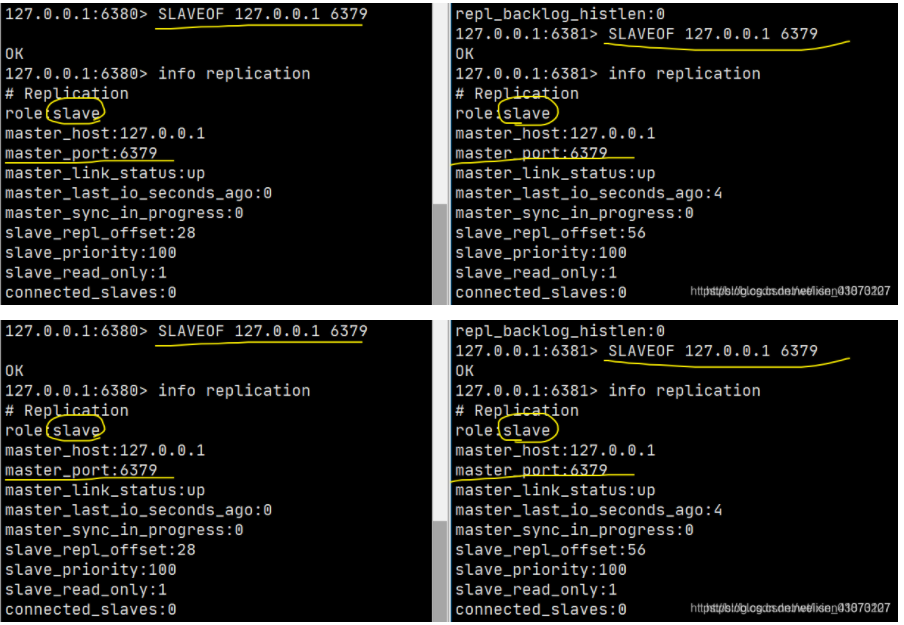 127.0.0.1:6380> SLAVEOF 127.0.0.1 6379
OK
127.0.0.1:6380> info replication
# Replication
role:slave
master_host:127.0.0.1
master_port:6379
master_link_status:up
master_last_io_seconds_ago:0
master_sync_in_progress:0
slave_repl_offset:28
slave_priority:100
slave_read_only:1
connected_slaves:0
repl_backlog_histlen:0
127.0.0.1:6381> SLAVEOF 127.0.0.1 6379
OK
127.0.0.1:6381> info replication
# Replication
role:slave
master_host:127.0.0.1
master_port:6379
master_link_status:up
master_last_io_seconds_ago:4
master_sync_in_progress:0
slave_repl_offset:56
slave_priority:100
slave_read_only:1
connected_slaves:0
127.0.0.1:6380> SLAVEOF 127.0.0.1 6379
OK
127.0.0.1:6380> info replication
# Replication
role:slave
master_host:127.0.0.1
master_port:6379
master_link_status:up
master_last_io_seconds_ago:0
master_sync_in_progress:0
slave_repl_offset:28
slave_priority:100
slave_read_only:1
connected_slaves:0
repl_backlog_histlen:0
127.0.0.1:6381> SLAVEOF 127.0.0.1 6379
OK
127.0.0.1:6381> info replication
# Replication
role:slave
master_host:127.0.0.1
master_port:6379
master_link_status:up
master_last_io_seconds_ago:4
master_sync_in_progress:0
slave_repl_offset:56
slave_priority:100
slave_read_only:1
connected_slaves:0